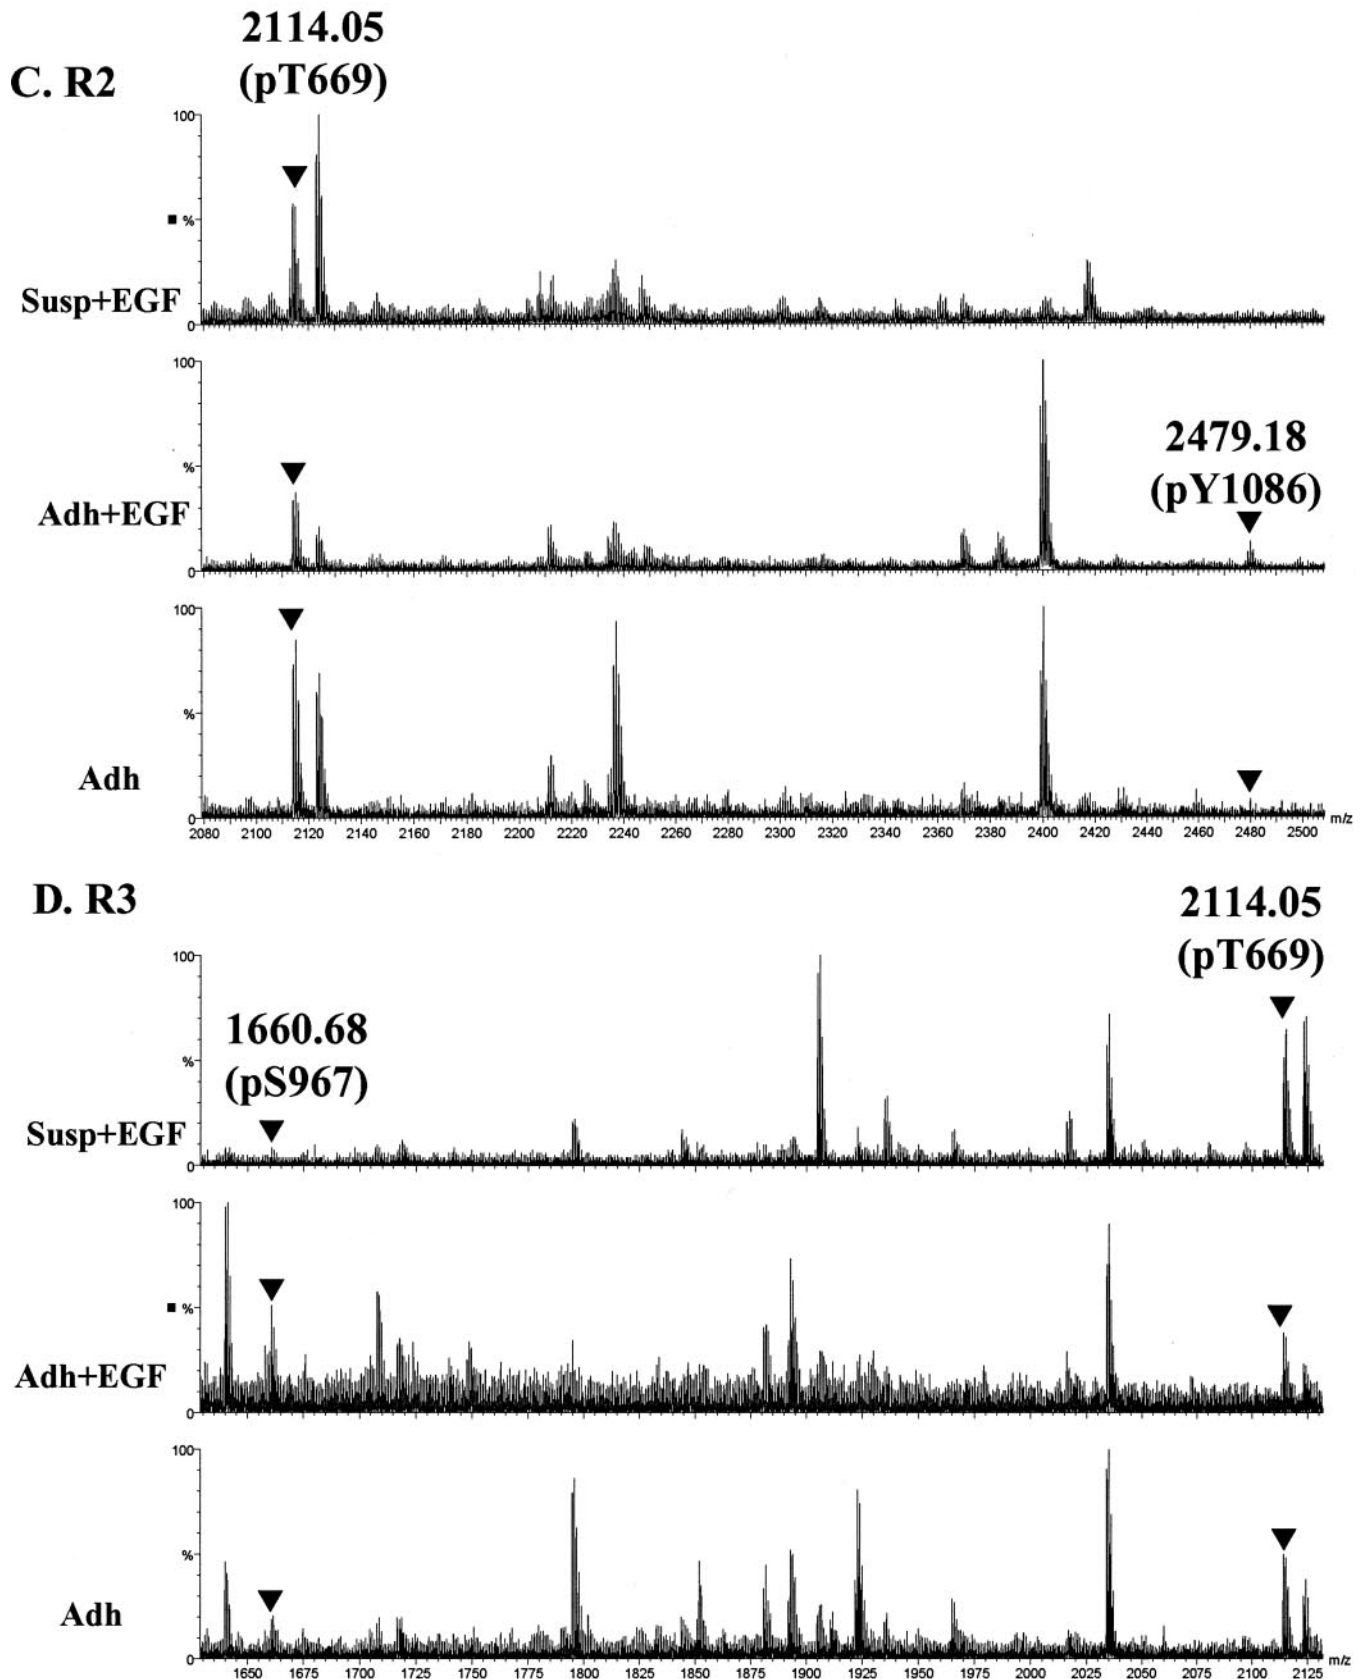 2114.05
C. R2
(pT669)
100
%
Susp+EGF
0
100
2479.18
%
(pY1086)
Adh+EGF
0
100
%
Adh
0
2080 2100 2120 2140 2160 2180 2200 2220 2240 2260 2280 2300 2320 2340 2360 2380 2400 2420 2440 2460 2480 2500 m/z
D. R3
2114.05
(pT669)
100
1660.68
%
(pS967)
Susp+EGF
0
100
%
Adh+EGF
0
100
%
Adh
0
1650 1675 1700 1725 1750 1775 1800 1825 1850 1875 1900 1925 1950 1975 2000 2025 2050 2075 2100 2125 m/z